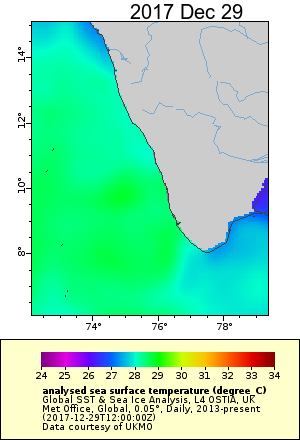 2017 Dec 29
14°
12°
10°
8°
74°
76°
78°
24 25 26 27 28 29 30 31 32 33 34
analysed sea surface temperature (degree_C)
Global SST & Sea Ice Analysis, L4 OSTIA, UK
Met Office, Global, 0.05°, Daily, 2013-present
(2017-12-29T12:00:00Z)
Data courtesy of UKMO